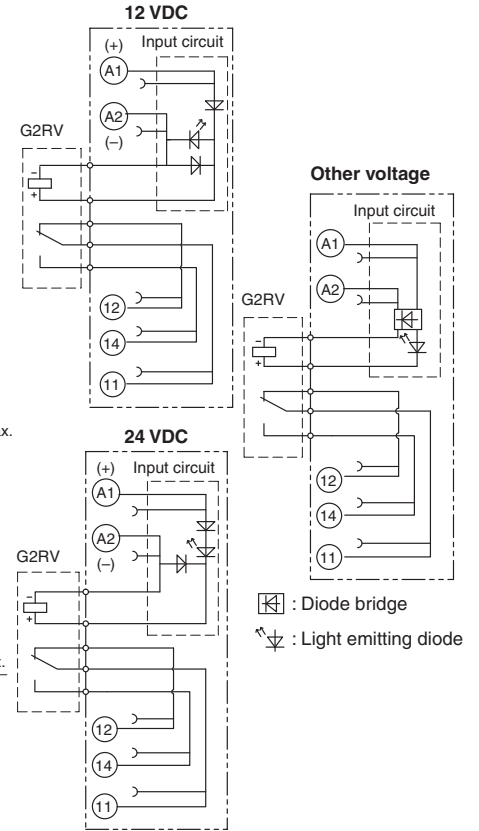 12 VDC
(+) Input circuit
A1
A2
(–)
G2RV
–
+
12
14
11
Other voltage
Input circuit
A1
A2
G2RV
–
+
12
14
11
ax.
24 VDC
(+) Input circuit
A1
A2
(–)
G2RV
–
+
12
14
11
: Diode bridge
: Light emitting diode